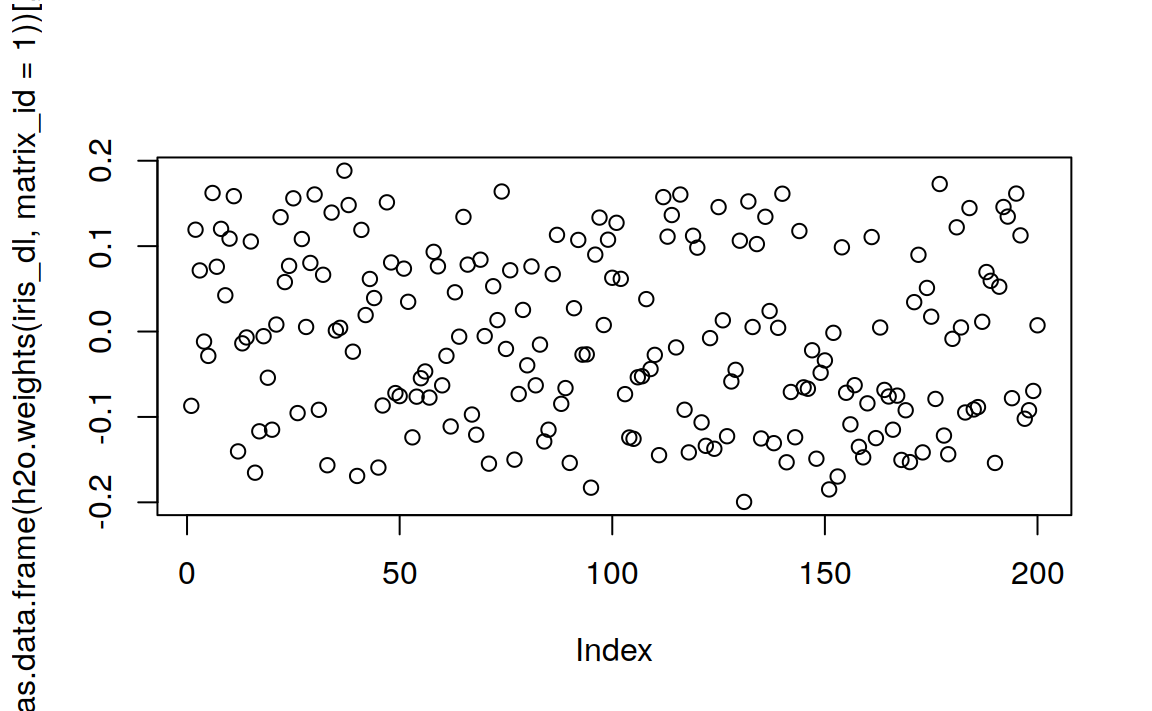 as.data.frame(h2o.weights(iris_dl, matrix_id = 1))[
0.2
0.1
0.0
-0.1
-0.2
0 50 100 150 200
Index